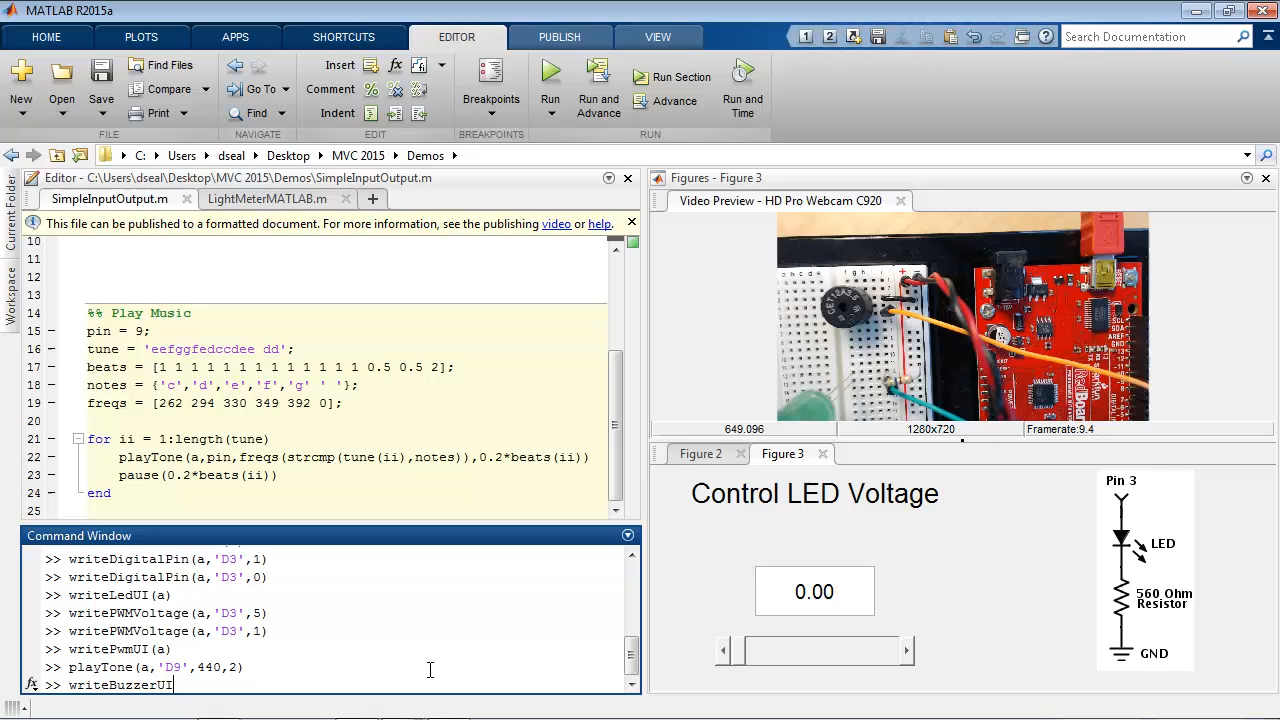 MATLAB R2015a
HOME PLOTS APPS SHORTCUTS EDITOR PUBLISH VIEW
Search Documentation
New Open Save Find Files Compare Print
FILE
Go To Find
NAVIGATE
Insert Comment Indent
EDIT
Breakpoints
BREAKPOINTS
Run Run and Advance Run Section Advance Run and Time
RUN
C: Users dseal Desktop MVC 2015 Demos
Current Folder
Workspace
Editor - C:\Users\dseal\Desktop\MVC 2015\Demos\SimpleInputOutput.m
SimpleInputOutput.m LightMeterMATLAB.m
This file can be published to a formatted document. For more information, see the publishing video or help.
10
11
12
13
14 %% Play Music
15 pin = 9;
16 tune = 'eefggfedccdee dd';
17 beats = [1 1 1 1 1 1 1 1 1 1 1 1 1 0.5 0.5 2];
18 notes = {'c','d','e','f','g' ' '};
19 freqs = [262 294 330 349 392 0];
20
21 for ii = 1:length(tune)
22 playTone(a,pin,freqs(strcmp(tune(ii),notes)),0.2*beats(ii))
23 pause(0.2*beats(ii))
24 end
25
Command Window
>> writeDigitalPin(a,'D3',1)
>> writeDigitalPin(a,'D3',0)
>> writeLedUI(a)
>> writePWMVoltage(a,'D3',5)
>> writePWMVoltage(a,'D3',1)
>> writePwmUI(a)
>> playTone(a,'D9',440,2)
fx >> writeBuzzerUI
Figures - Figure 3
Video Preview - HD Pro Webcam C920
649.096 1280x720 Framerate:9.4
Figure 2 Figure 3
Control LED Voltage
0.00
Pin 3
LED
560 Ohm
Resistor
GND